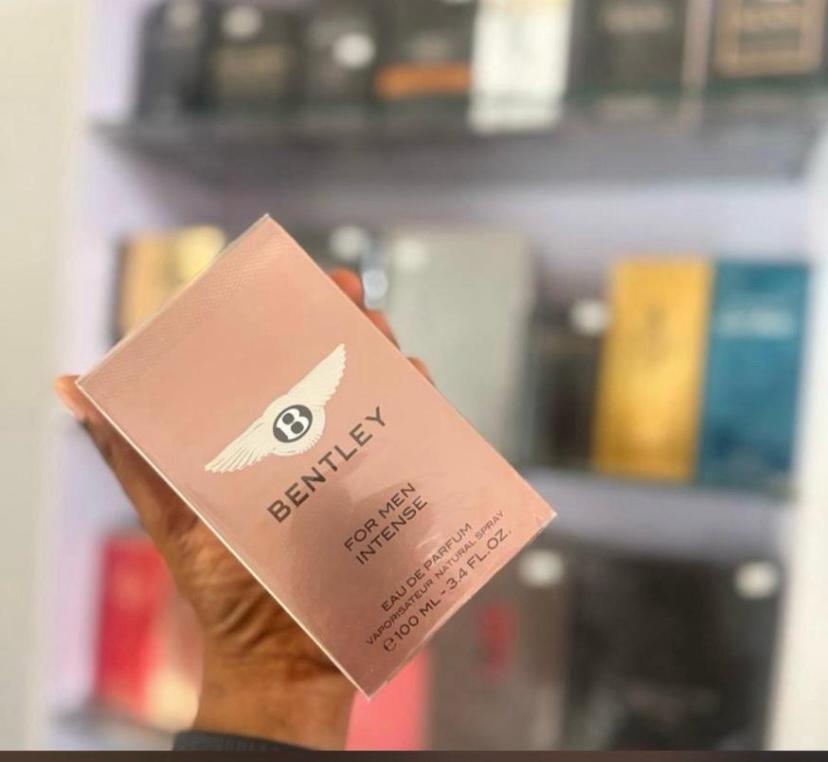 B
BENTLEY
FOR MEN
INTENSE
EAU DE PARFUM
VAPORISATEUR NATURAL SPRAY
℮100 ML - 3.4 FL.OZ.